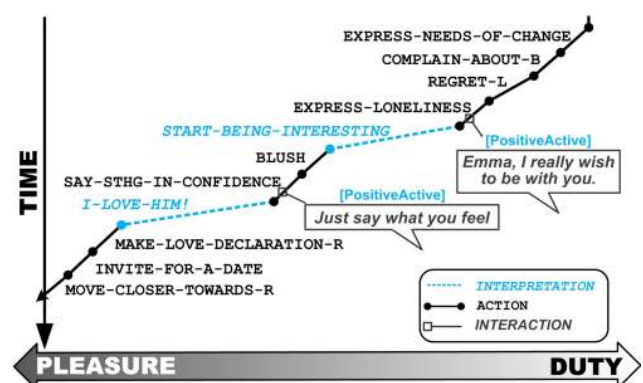 EXPRESS-NEEDS-OF-CHANGE
COMPLAIN-ABOUT-B
REGRET-L
EXPRESS-LONELINESS
START-BEING-INTERESTING
[PositiveActive]
BLUSH
Emma, I really wish
to be with you.
SAY-STHG-IN-CONFIDENCE
[PositiveActive]
I-LOVE-HIM!
Just say what you feel
MAKE-LOVE-DECLARATION-R
INVITE-FOR-A-DATE
MOVE-CLOSER-TOWARDS-R
TIME
INTERPRETATION
ACTION
INTERACTION
PLEASURE
DUTY